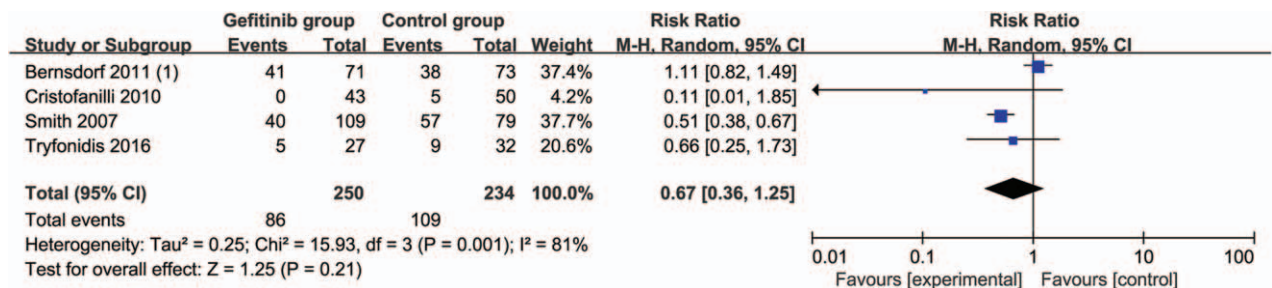 Gefitinib group Control group Risk Ratio Risk Ratio
Study or Subgroup Events Total Events Total Weight M-H, Random, 95% CI M-H, Random, 95% CI
Bernsdorf 2011 (1) 41 71 38 73 37.4% 1.11 [0.82, 1.49]
Cristofanilli 2010 0 43 5 50 4.2% 0.11 [0.01, 1.85]
Smith 2007 40 109 57 79 37.7% 0.51 [0.38, 0.67]
Tryfonidis 2016 5 27 9 32 20.6% 0.66 [0.25, 1.73]
Total (95% CI) 250 234 100.0% 0.67 [0.36, 1.25]
Total events 86 109
Heterogeneity: Tau² = 0.25; Chi² = 15.93, df = 3 (P = 0.001); I² = 81%
Test for overall effect: Z = 1.25 (P = 0.21)
0.01 0.1 1 10 100
Favours [experimental] Favours [control]